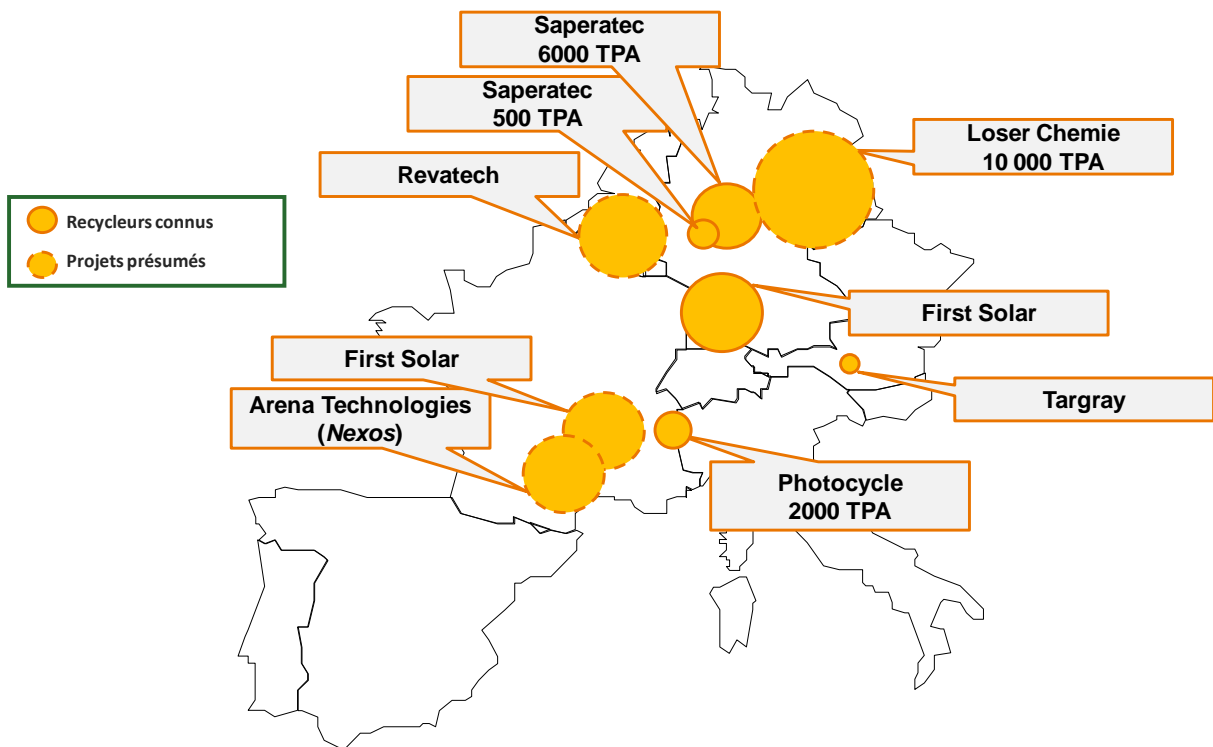 Saperatec
6000 TPA
Saperatec
500 TPA
Loser Chemie
10 000 TPA
Revatech
Recycleurs connus
Projets présumés
First Solar
First Solar
Arena Technologies
(Nexos)
Targray
Photocycle
2000 TPA